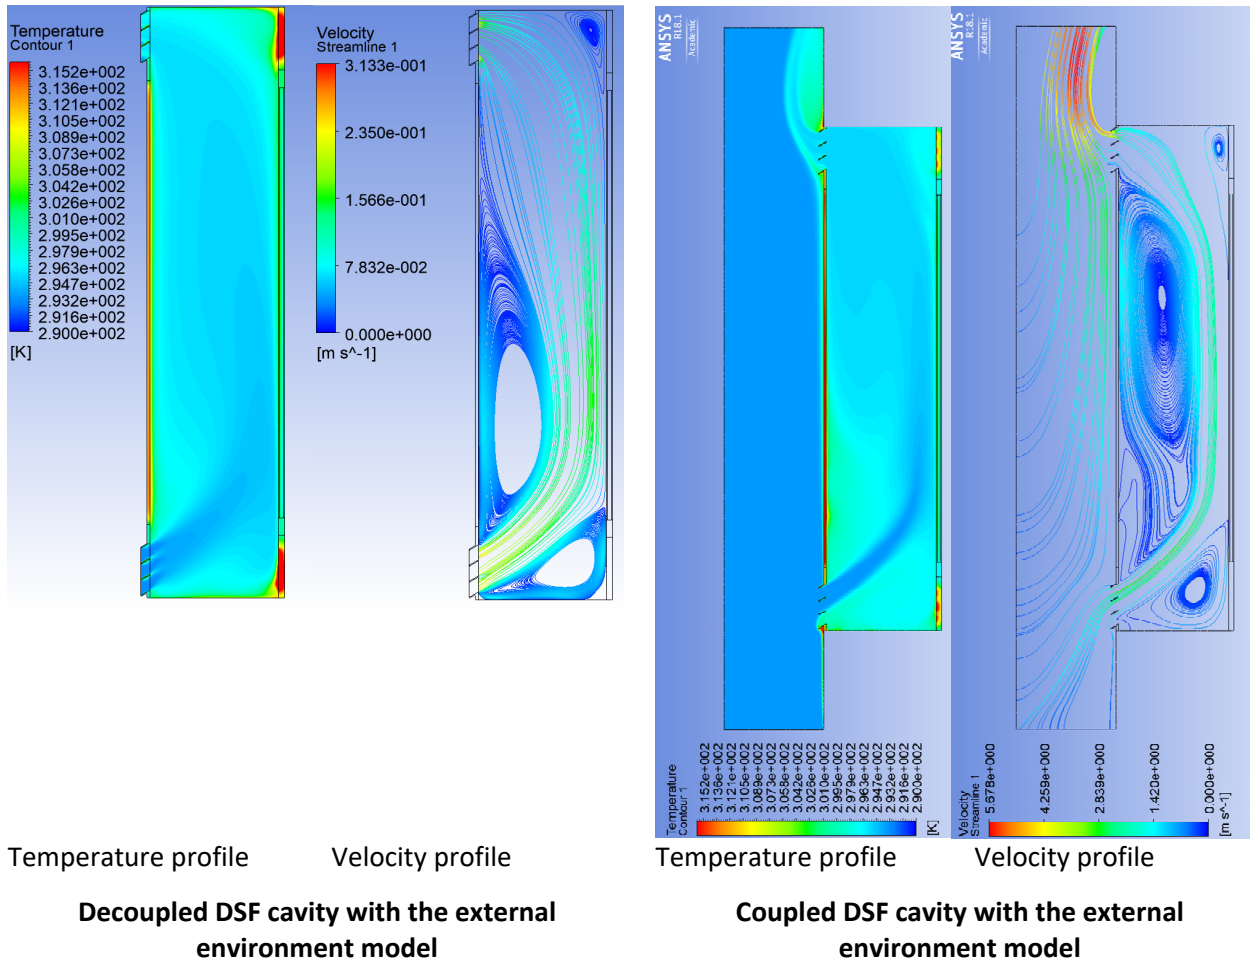 Temperature
Contour 1
3.152e+002
3.136e+002
3.121e+002
3.105e+002
3.089e+002
3.073e+002
3.058e+002
3.042e+002
3.026e+002
3.010e+002
2.995e+002
2.979e+002
2.963e+002
2.947e+002
2.932e+002
2.916e+002
2.900e+002
[K]
Velocity
Streamline 1
3.133e-001
2.350e-001
1.566e-001
7.832e-002
0.000e+000
[m s^-1]
ANSYS
R18.1
Academic
Temperature
Contour 1
3.152e+002
3.136e+002
3.121e+002
3.105e+002
3.089e+002
3.073e+002
3.058e+002
3.042e+002
3.026e+002
3.010e+002
2.995e+002
2.979e+002
2.963e+002
2.947e+002
2.932e+002
2.916e+002
2.900e+002
[K]
ANSYS
R18.1
Academic
Velocity
Streamline 1
5.678e+000
4.259e+000
2.839e+000
1.420e+000
0.000e+000
[m s^-1]
Temperature profile
Velocity profile
Temperature profile
Velocity profile
Decoupled DSF cavity with the external
environment model
Coupled DSF cavity with the external
environment model